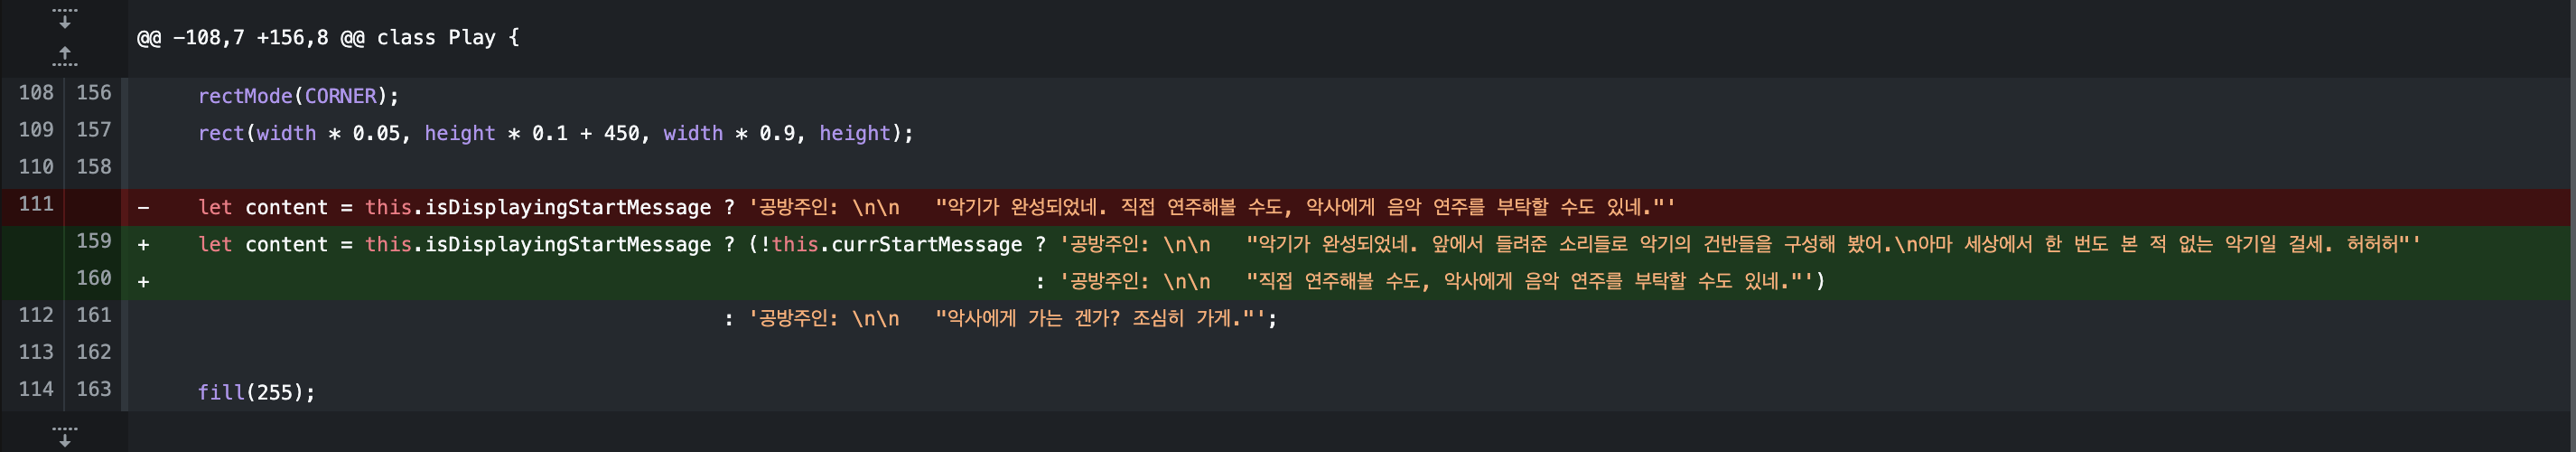 @@ -108,7 +156,8 @@ class Play {
108 156 rectMode(CORNER);
109 157 rect(width * 0.05, height * 0.1 + 450, width * 0.9, height);
110 158
111 - let content = this.isDisplayingStartMessage ? '공방주인: \n\n   "악기가 완성되었네. 직접 연주해볼 수도, 악사에게 음악 연주를 부탁할 수도 있네."'
159 + let content = this.isDisplayingStartMessage ? (!this.currStartMessage ? '공방주인: \n\n   "악기가 완성되었네. 앞에서 들려준 소리들로 악기의 건반들을 구성해 봤어.\n아마 세상에서 한 번도 본 적 없는 악기일 걸세. 허허허"'
160 + : '공방주인: \n\n   "직접 연주해볼 수도, 악사에게 음악 연주를 부탁할 수도 있네."')
112 161 : '공방주인: \n\n   "악사에게 가는 겐가? 조심히 가게."';
113 162
114 163 fill(255);